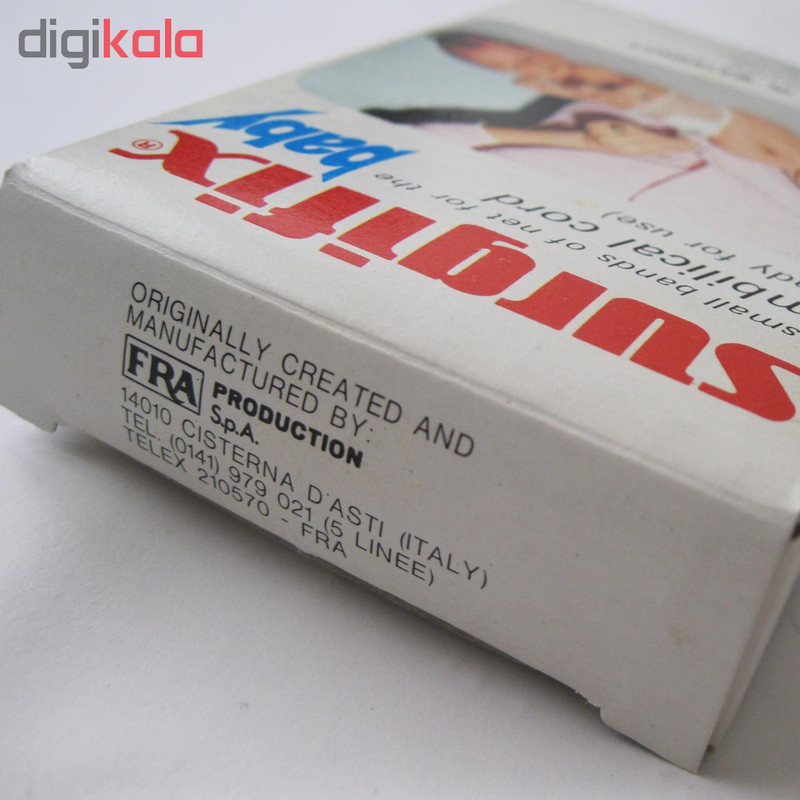 digikala
surgifix®
baby
small bands of net for the
umbilical cord
for use)
ORIGINALLY CREATED AND
MANUFACTURED BY:
FRA PRODUCTION
S.p.A.
14010 CISTERNA D'ASTI (ITALY)
TEL. (0141) 979 021 (5 LINEE)
TELEX 210570 - FRA